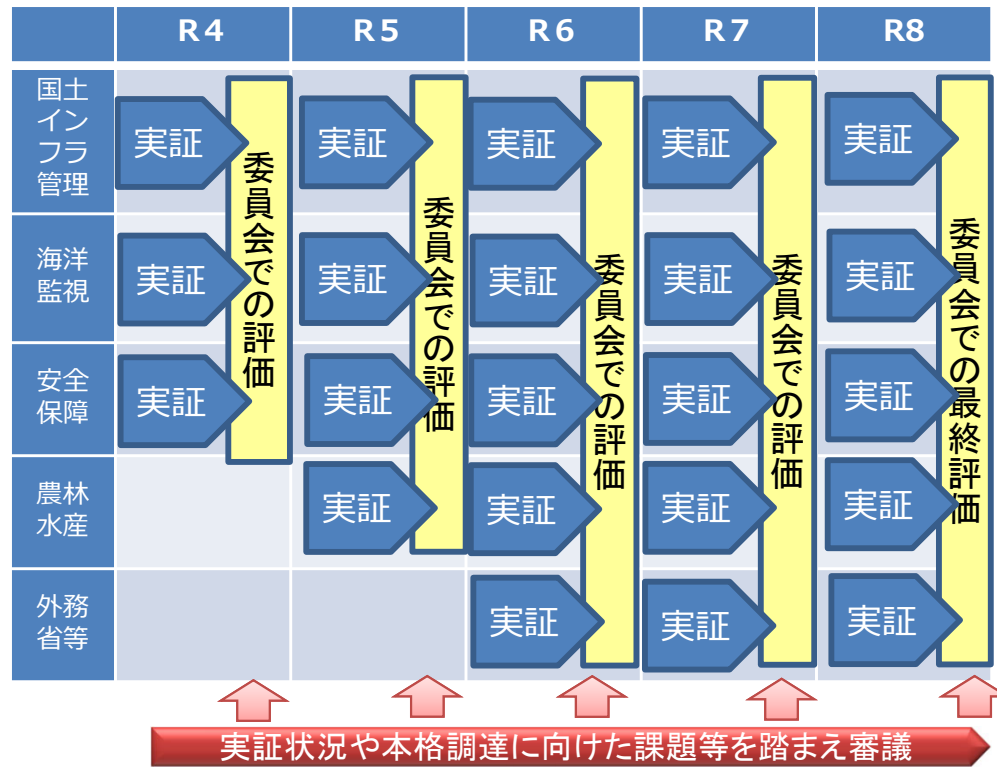 R４
R５
R６
R７
R8
国土
イン
フラ
管理
実証
実証
実証
実証
実証
海洋
監視
実証
実証
実証
実証
実証
安全
保障
実証
実証
実証
実証
実証
農林
水産
実証
実証
実証
実証
外務
省等
実証
実証
実証
委員会での評価
委員会での評価
委員会での評価
委員会での評価
委員会での最終評価
実証状況や本格調達に向けた課題等を踏まえ審議